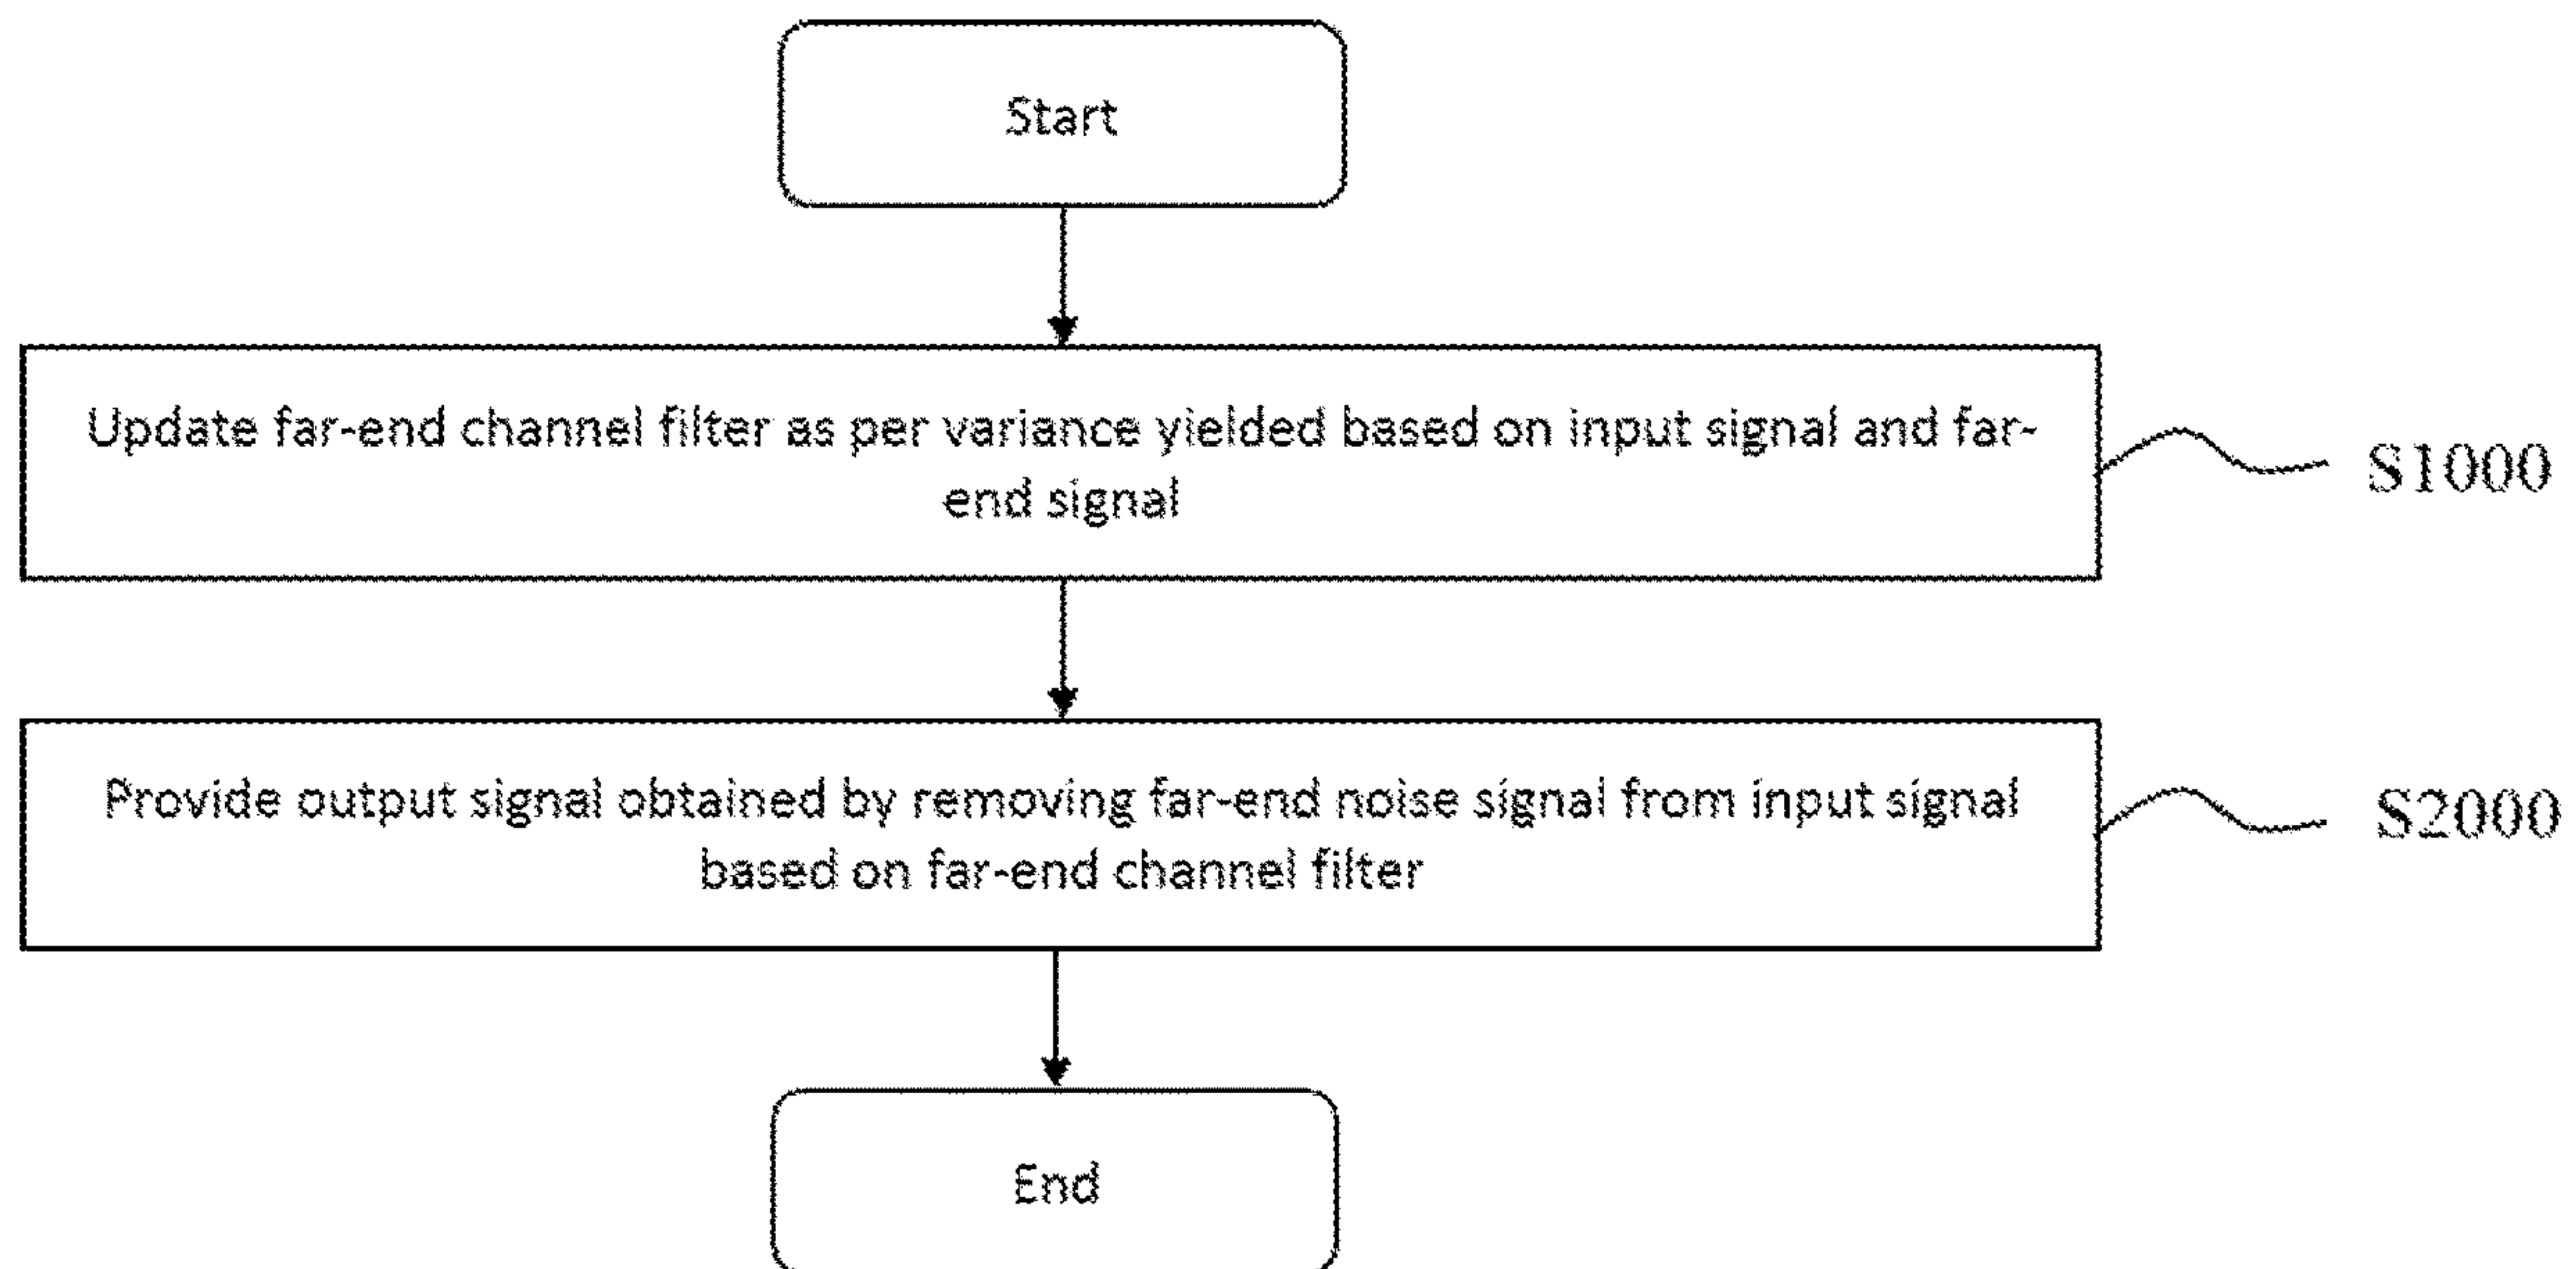 Start
Update far-end channel filter as per variance yielded based on input signal and far-
end signal
S1000
Provide output signal obtained by removing far-end noise signal from input signal
based on far-end channel filter
S2000
End